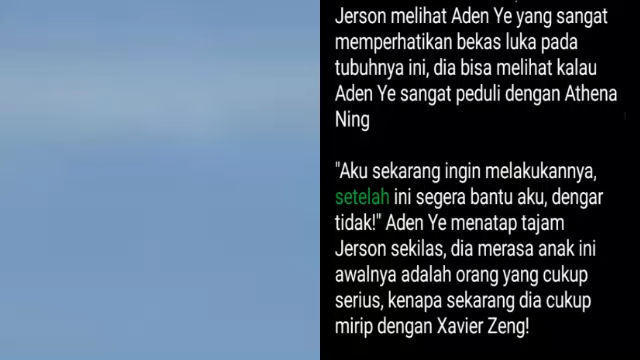 Jerson melihat Aden Ye yang sangat
memperhatikan bekas luka pada
tubuhnya ini, dia bisa melihat kalau
Aden Ye sangat peduli dengan Athena
Ning
"Aku sekarang ingin melakukannya,
setelah ini segera bantu aku, dengar
tidak!" Aden Ye menatap tajam
Jerson sekilas, dia merasa anak ini
awalnya adalah orang yang cukup
serius, kenapa sekarang dia cukup
mirip dengan Xavier Zeng!